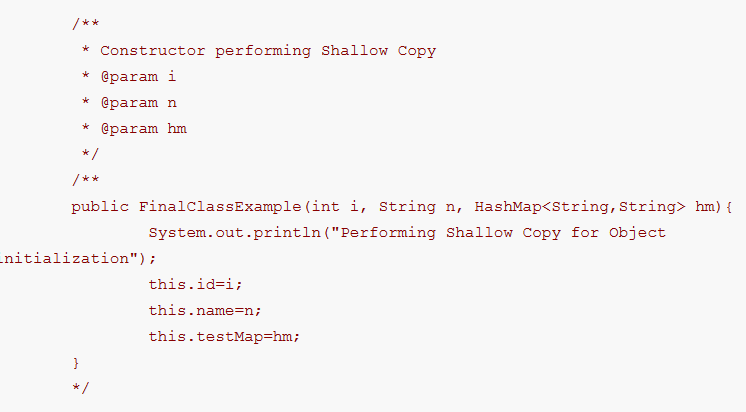 /**
* Constructor performing Shallow Copy
* @param i
* @param n
* @param hm
*/
/**
public FinalClassExample(int i, String n, HashMap<String,String> hm){
System.out.println("Performing Shallow Copy for Object
initialization");
this.id=i;
this.name=n;
this.testMap=hm;
}
*/